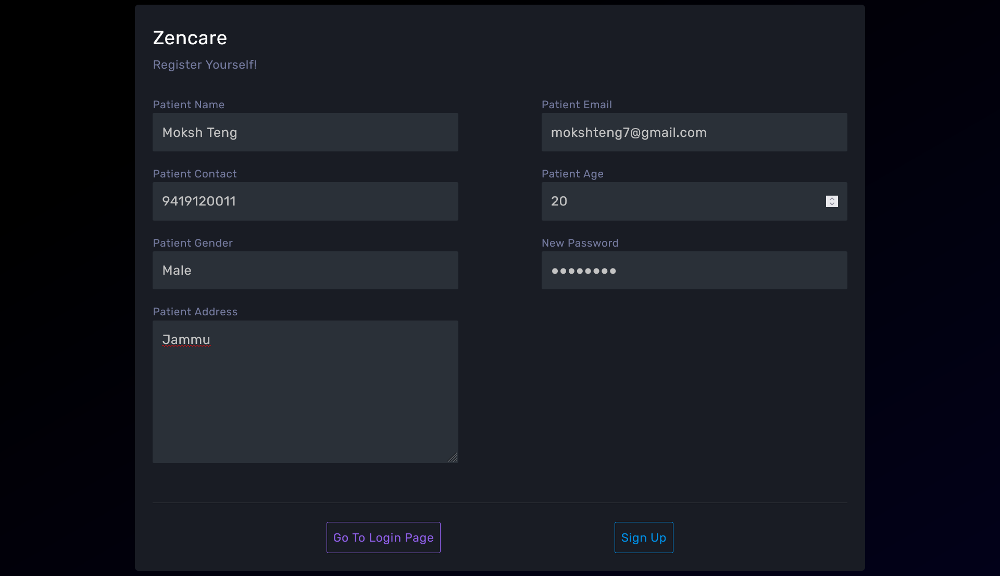 Zencare
Register Yourself!
Patient Name
Moksh Teng
Patient Email
mokshteng7@gmail.com
Patient Contact
9419120011
Patient Age
20
Patient Gender
Male
New Password
●●●●●●●●
Patient Address
Jammu
Go To Login Page
Sign Up